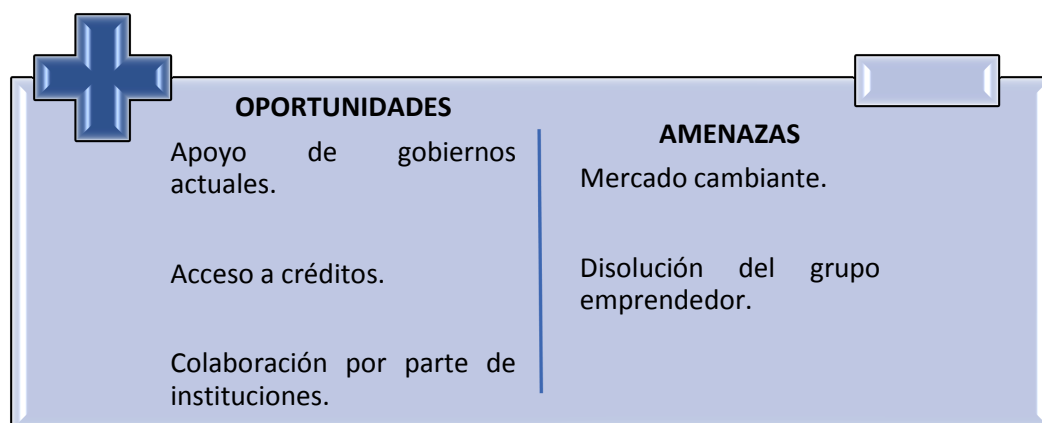 OPORTUNIDADES
Apoyo de gobiernos
actuales.
Acceso a créditos.
Colaboración por parte de
instituciones.
AMENAZAS
Mercado cambiante.
Disolución del grupo
emprendedor.